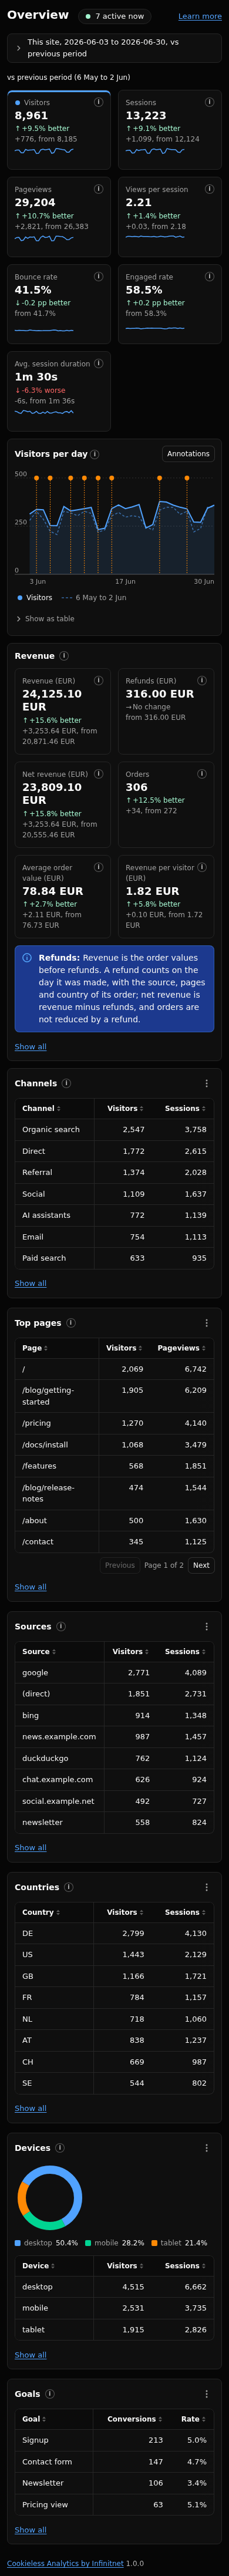 Overview
5 active now
Learn more
This site, 2026-06-03 to 2026-06-30, vs
previous period
vs previous period (6 May to 2 Jun)
Visitors
8,961
↑ +9.5% better
+776, from 8,185
Sessions
13,223
↑ +9.1% better
+1,099, from 12,124
Pageviews
29,204
↑ +10.7% better
+2,821, from 26,383
Views per session
2.21
↑ +1.4% better
+0.03, from 2.18
Bounce rate
41.5%
↓ -0.2 pp better
from 41.7%
Engaged rate
58.5%
↑ +0.2 pp better
from 58.3%
Avg. session duration
1m 30s
↓ -6.3% worse
-6s, from 1m 36s
Visitors per day
Annotations
500
250
0
3 Jun
17 Jun
30 Jun
Visitors
6 May to 2 Jun
Show as table
Revenue
Revenue (EUR)
24,125.10
EUR
↑ +15.6% better
+3,253.64 EUR, from
20,871.46 EUR
Refunds (EUR)
316.00 EUR
→ No change
from 316.00 EUR
Net revenue (EUR)
23,809.10
EUR
↑ +15.8% better
+3,253.64 EUR, from
20,555.46 EUR
Orders
306
↑ +12.5% better
+34, from 272
Average order
value (EUR)
78.84 EUR
↑ +2.7% better
+2.11 EUR, from
76.73 EUR
Revenue per visitor
(EUR)
1.82 EUR
↑ +5.8% better
+0.10 EUR, from 1.72
EUR
Refunds: Revenue is the order values
before refunds. A refund counts on the
day it was made, with the source, pages
and country of its order; net revenue is
revenue minus refunds, and orders are
not reduced by a refund.
Show all
Channels
Channel Visitors Sessions
Organic search 2,547 3,758
Direct 1,772 2,615
Referral 1,374 2,028
Social 1,109 1,637
AI assistants 772 1,139
Email 754 1,113
Paid search 633 935
Show all
Top pages
Page Visitors Pageviews
/ 2,069 6,742
/blog/getting-
started 1,905 6,209
/pricing 1,270 4,140
/docs/install 1,068 3,479
/features 568 1,851
/blog/release-
notes 474 1,544
/about 500 1,630
/contact 345 1,125
Previous Page 1 of 2 Next
Show all
Sources
Source Visitors Sessions
google 2,771 4,089
(direct) 1,851 2,731
bing 914 1,348
news.example.com 987 1,457
duckduckgo 762 1,124
chat.example.com 626 924
social.example.net 492 727
newsletter 558 824
Show all
Countries
Country Visitors Sessions
DE 2,799 4,130
US 1,443 2,129
GB 1,166 1,721
FR 784 1,157
NL 718 1,060
AT 838 1,237
CH 669 987
SE 544 802
Show all
Devices
desktop 50.4% mobile 28.2% tablet 21.4%
Device Visitors Sessions
desktop 4,515 6,662
mobile 2,531 3,735
tablet 1,915 2,826
Show all
Goals
Goal Conversions Rate
Signup 213 5.0%
Contact form 147 4.7%
Newsletter 106 3.4%
Pricing view 63 5.1%
Show all
Cookieless Analytics by Infinitnet 1.0.0